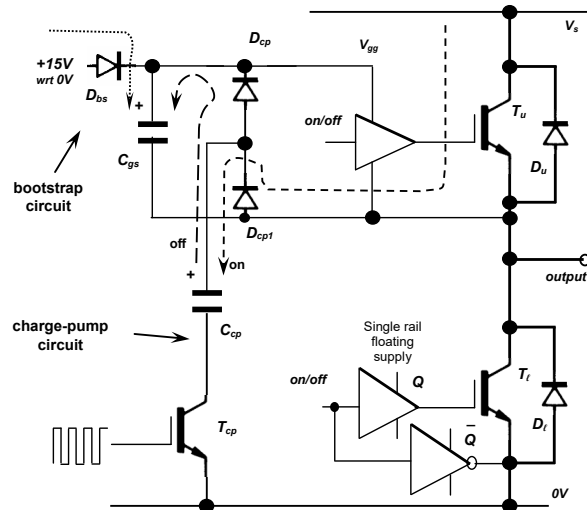 D_cp
V_gg
V_s
+15V
wrt 0V
D_bs
+
C_gs
on/off
T_u
D_u
bootstrap
circuit
off
D_cp1
on
+
output
C_cp
charge-pump
circuit
Single rail
floating
supply
on/off
Q
T_ℓ
T_cp
D_ℓ
Q̅
0V